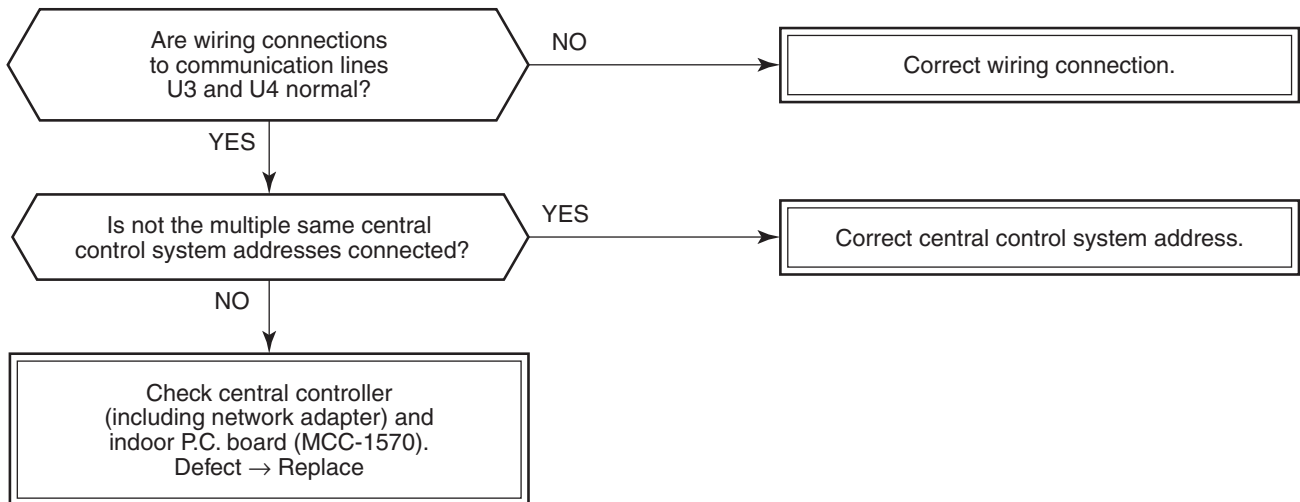 Are wiring connections
to communication lines
U3 and U4 normal?
NO
Correct wiring connection.
YES
Is not the multiple same central
control system addresses connected?
YES
Correct central control system address.
NO
Check central controller
(including network adapter) and
indoor P.C. board (MCC-1570).
Defect → Replace